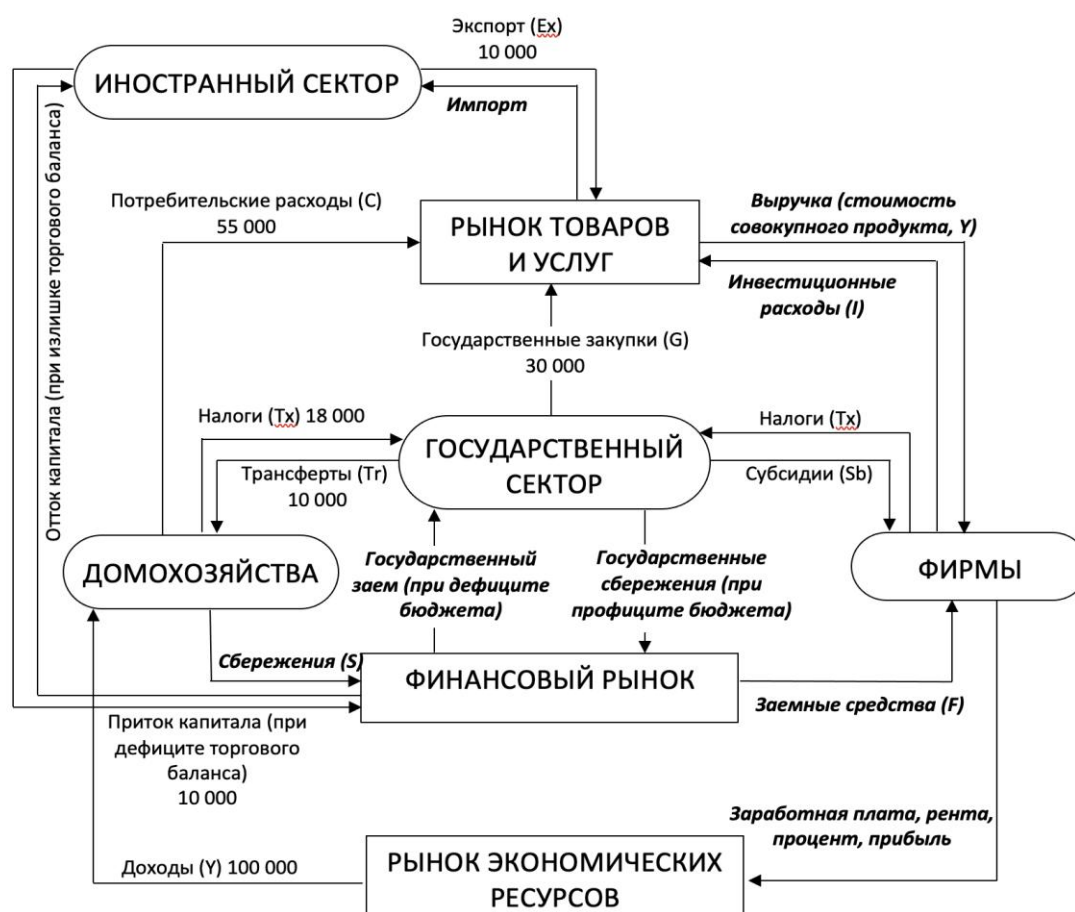 Экспорт (Ex)
10 000
ИНОСТРАННЫЙ СЕКТОР
Импорт
Отток капитала (при излишке торгового баланса)
Потребительские расходы (C)
55 000
РЫНОК ТОВАРОВ
И УСЛУГ
Выручка (стоимость
совокупного продукта, Y)
Инвестиционные
расходы (I)
Государственные закупки (G)
30 000
Налоги (Tx) 18 000
Трансферты (Tr)
10 000
ГОСУДАРСТВЕННЫЙ
СЕКТОР
Налоги (Tx)
Субсидии (Sb)
ДОМОХОЗЯЙСТВА
Государственный
заем (при дефиците
бюджета)
Государственные
сбережения (при
профиците бюджета)
ФИРМЫ
Сбережения (S)
ФИНАНСОВЫЙ РЫНОК
Заемные средства (F)
Приток капитала (при
дефиците торгового
баланса)
10 000
Заработная плата, рента,
процент, прибыль
Доходы (Y) 100 000
РЫНОК ЭКОНОМИЧЕСКИХ
РЕСУРСОВ